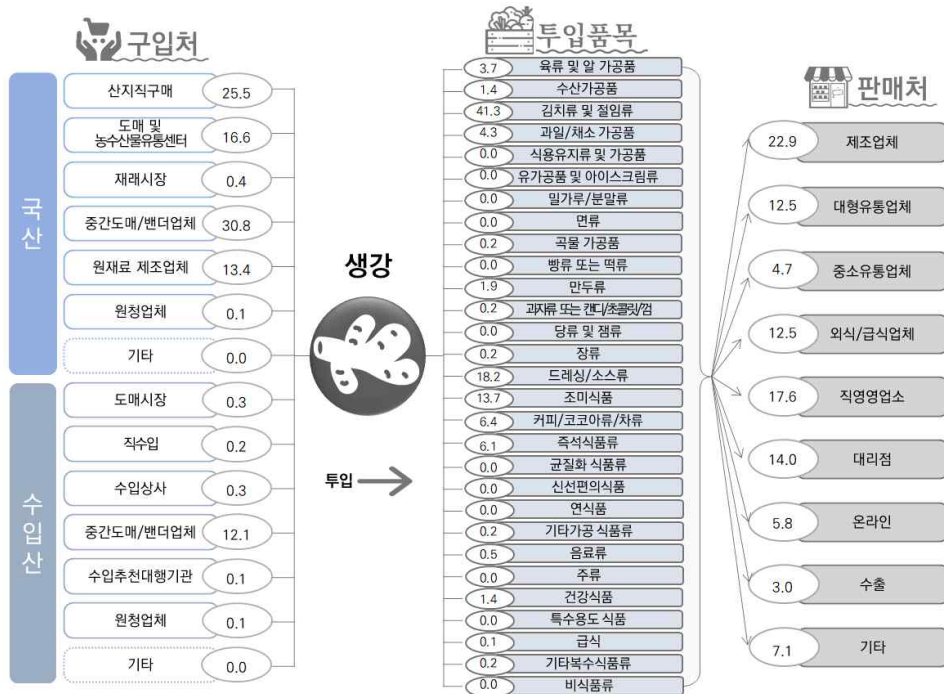 구입처
국산
산지직구매 25.5
도매 및
농수산물유통센터 16.6
재래시장 0.4
중간도매/밴더업체 30.8
원재료 제조업체 13.4
원청업체 0.1
기타 0.0
수입산
도매시장 0.3
직수입 0.2
수입상사 0.3
중간도매/밴더업체 12.1
수입추천대행기관 0.1
원청업체 0.1
기타 0.0
생강
투입
투입품목
3.7 육류 및 알 가공품
1.4 수산가공품
41.3 김치류 및 절임류
4.3 과일/채소 가공품
0.0 식용유지류 및 가공품
0.0 유가공품 및 아이스크림류
0.0 밀가루/분말류
0.0 면류
0.2 곡물 가공품
0.0 빵류 또는 떡류
1.9 만두류
0.2 과자류 또는 캔디/초콜릿/껌
0.0 당류 및 잼류
0.2 장류
18.2 드레싱/소스류
13.7 조미식품
6.4 커피/코코아류/차류
6.1 즉석식품류
0.0 균질화 식품류
0.0 신선편의식품
0.0 연식품
0.2 기타가공 식품류
0.5 음료류
0.0 주류
1.4 건강식품
0.0 특수용도 식품
0.1 급식
0.2 기타복수식품류
0.0 비식품류
판매처
22.9 제조업체
12.5 대형유통업체
4.7 중소유통업체
12.5 외식/급식업체
17.6 직영영업소
14.0 대리점
5.8 온라인
3.0 수출
7.1 기타